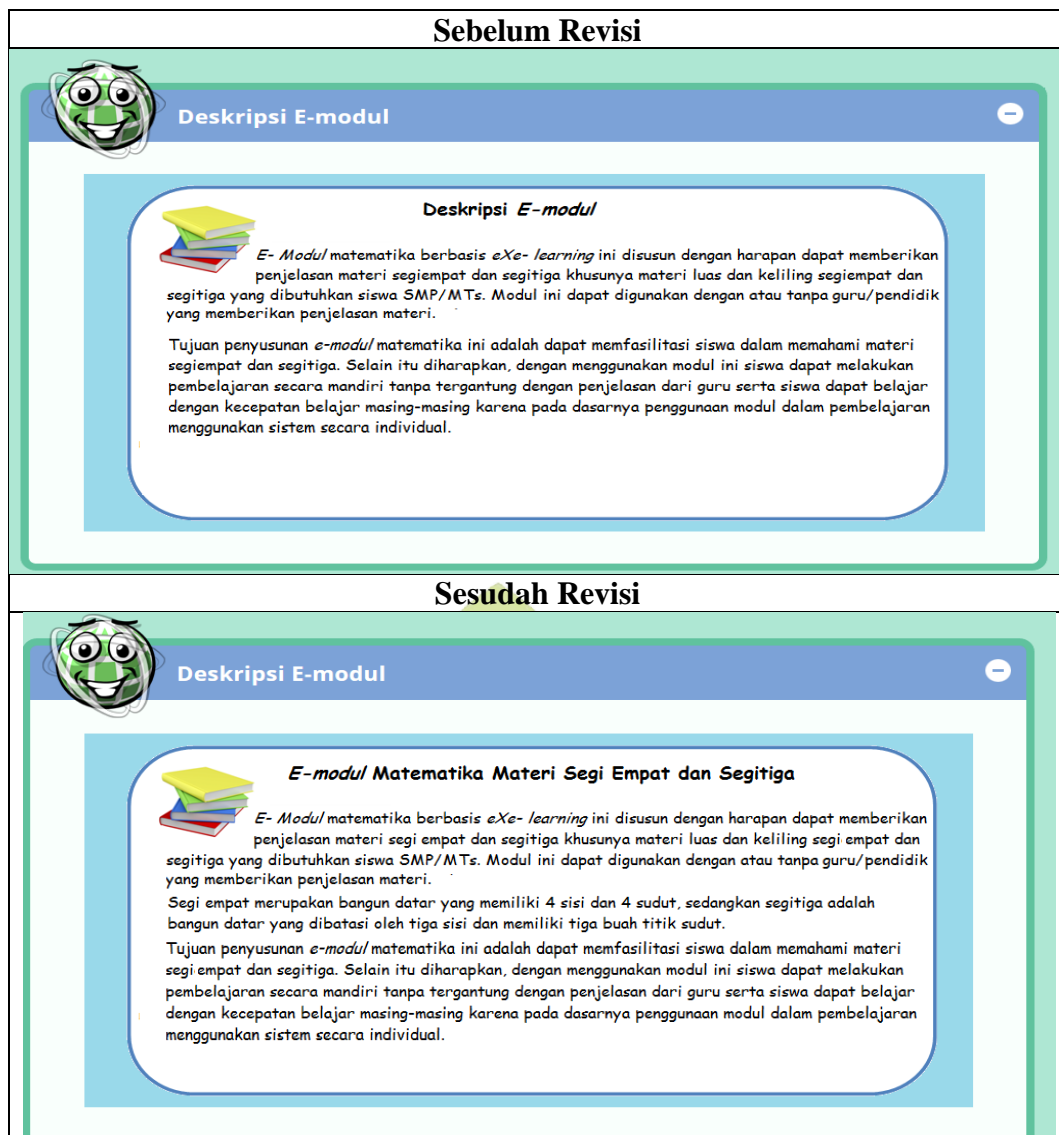 Sebelum Revisi
Deskripsi E-modul
Deskripsi E-modul
E- Modul matematika berbasis eXe- learning ini disusun dengan harapan dapat memberikan
penjelasan materi segiempat dan segitiga khusunya materi luas dan keliling segiempat dan
segitiga yang dibutuhkan siswa SMP/MTs. Modul ini dapat digunakan dengan atau tanpa guru/pendidik
yang memberikan penjelasan materi.
Tujuan penyusunan e-modul matematika ini adalah dapat memfasilitasi siswa dalam memahami materi
segiempat dan segitiga. Selain itu diharapkan, dengan menggunakan modul ini siswa dapat melakukan
pembelajaran secara mandiri tanpa tergantung dengan penjelasan dari guru serta siswa dapat belajar
dengan kecepatan belajar masing-masing karena pada dasarnya penggunaan modul dalam pembelajaran
menggunakan sistem secara individual.
Sesudah Revisi
Deskripsi E-modul
E-modul Matematika Materi Segi Empat dan Segitiga
E- Modul matematika berbasis eXe- learning ini disusun dengan harapan dapat memberikan
penjelasan materi segi empat dan segitiga khusunya materi luas dan keliling segi empat dan
segitiga yang dibutuhkan siswa SMP/MTs. Modul ini dapat digunakan dengan atau tanpa guru/pendidik
yang memberikan penjelasan materi.
Segi empat merupakan bangun datar yang memiliki 4 sisi dan 4 sudut, sedangkan segitiga adalah
bangun datar yang dibatasi oleh tiga sisi dan memiliki tiga buah titik sudut.
Tujuan penyusunan e-modul matematika ini adalah dapat memfasilitasi siswa dalam memahami materi
segi empat dan segitiga. Selain itu diharapkan, dengan menggunakan modul ini siswa dapat melakukan
pembelajaran secara mandiri tanpa tergantung dengan penjelasan dari guru serta siswa dapat belajar
dengan kecepatan belajar masing-masing karena pada dasarnya penggunaan modul dalam pembelajaran
menggunakan sistem secara individual.